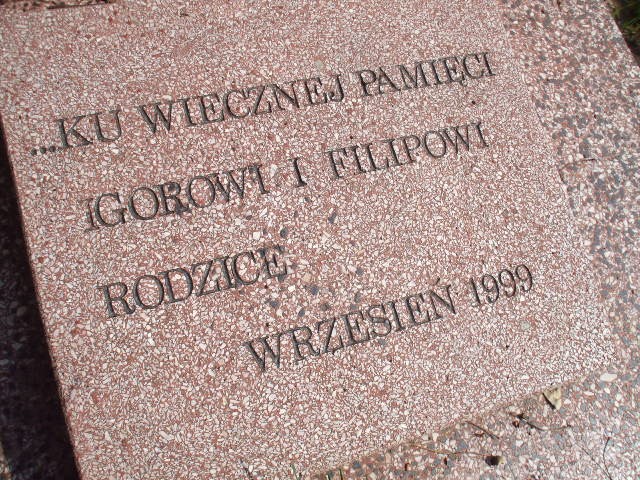 ...KU WIECZNEJ PAMIĘCI
IGOROWI I FILIPOWI
RODZICE
WRZESIEŃ 1999